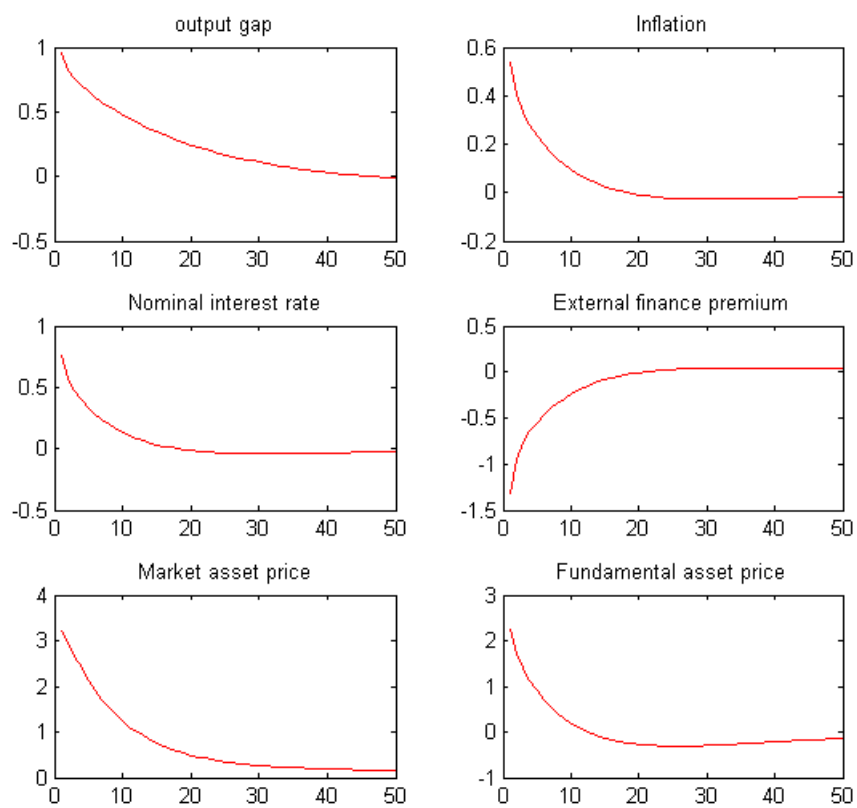 output gap
1
0.5
0
-0.5
0 10 20 30 40 50
Inflation
0.6
0.4
0.2
0
-0.2
0 10 20 30 40 50
Nominal interest rate
1
0.5
0
-0.5
0 10 20 30 40 50
External finance premium
0.5
0
-0.5
-1
-1.5
0 10 20 30 40 50
Market asset price
4
3
2
1
0
0 10 20 30 40 50
Fundamental asset price
3
2
1
0
-1
0 10 20 30 40 50